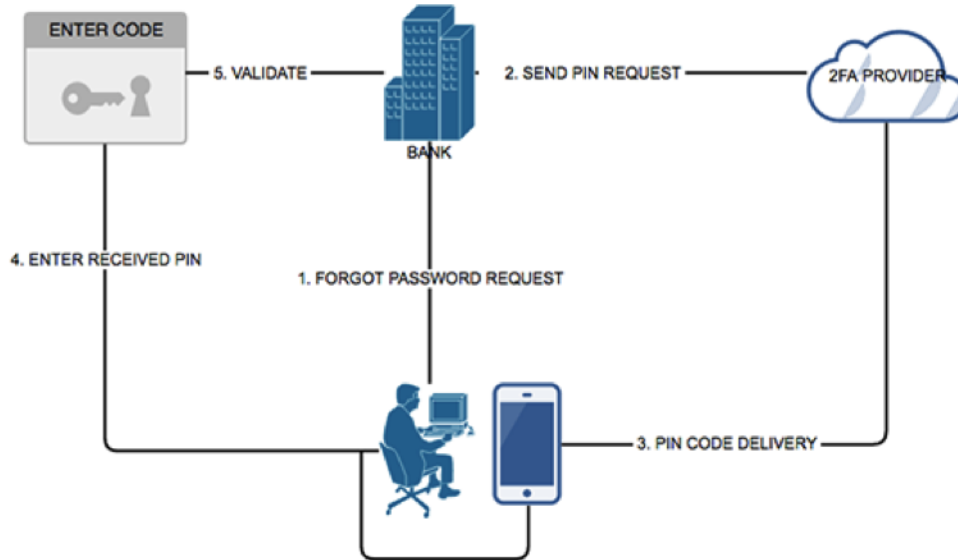 ENTER CODE
5. VALIDATE
2. SEND PIN REQUEST
2FA PROVIDER
BANK
4. ENTER RECEIVED PIN
1. FORGOT PASSWORD REQUEST
3. PIN CODE DELIVERY